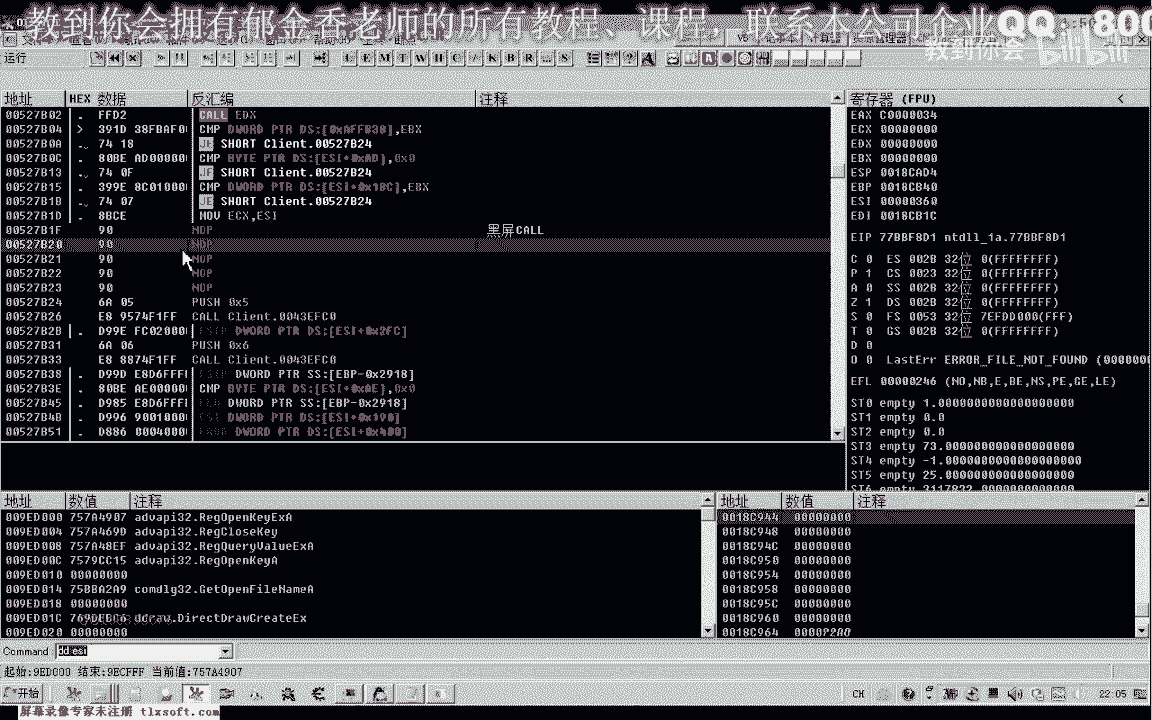 教到你会拥有郁金香老师的所有教程、课程，联系本公司企业QQ：800
教到你会 bilibili
运行
L E M T W H C / K B R ... S
地址 HEX 数据 反汇编 注释
00527B02 . FFD2 CALL EDX
00527B04 > 391D 38FBAF0 CMP DWORD PTR DS:[0xAFFB38],EBX
00527B0A . 74 18 JE SHORT Client.00527B24
00527B0C . 80BE AD00000 CMP BYTE PTR DS:[ESI+0xAD],0x0
00527B13 . 74 0F JE SHORT Client.00527B24
00527B15 . 399E 8C01000 CMP DWORD PTR DS:[ESI+0x18C],EBX
00527B1B . 74 07 JE SHORT Client.00527B24
00527B1D . 8BCE MOV ECX,ESI
00527B1F 90 NOP 黑屏CALL
00527B20 90 NOP
00527B21 90 NOP
00527B22 90 NOP
00527B23 90 NOP
00527B24 6A 05 PUSH 0x5
00527B26 E8 9574F1FF CALL Client.0043EFC0
00527B2B . D99E FC02000 FSTP DWORD PTR DS:[ESI+0x2FC]
00527B31 6A 06 PUSH 0x6
00527B33 E8 8874F1FF CALL Client.0043EFC0
00527B38 . D99D E8D6FFF DWORD PTR SS:[EBP-0x2918]
00527B3E . 80BE AE00000 CMP BYTE PTR DS:[ESI+0xAE],0x0
00527B45 . D985 E8D6FFF DWORD PTR SS:[EBP-0x2918]
00527B4B . D996 9001000 DWORD PTR DS:[ESI+0x190]
00527B51 . D886 0004000 DWORD PTR DS:[ESI+0x400]
寄存器 (FPU) <
EAX C0000034
ECX 00000000
EDX 00000000
EBX 00000000
ESP 0018CAD4
EBP 0018CB40
ESI 00000360
EDI 0018CB1C
EIP 77BBF8D1 ntdll_1a.77BBF8D1
C 0 ES 002B 32位 0(FFFFFFFF)
P 1 CS 0023 32位 0(FFFFFFFF)
A 0 SS 002B 32位 0(FFFFFFFF)
Z 1 DS 002B 32位 0(FFFFFFFF)
S 0 FS 0053 32位 7EFDD000(FFF)
T 0 GS 002B 32位 0(FFFFFFFF)
D 0
O 0 LastErr ERROR_FILE_NOT_FOUND (0000000
EFL 00000246 (NO,NB,E,BE,NS,PE,GE,LE)
ST0 empty 1.0000000000000000000
ST1 empty 0.0
ST2 empty 0.0
ST3 empty 73.000000000000000000
ST4 empty -1.0000000000000000000
ST5 empty 25.000000000000000000
地址 数值 注释
009ED000 757A4907 advapi32.RegOpenKeyExA
009ED004 757A469D advapi32.RegCloseKey
009ED008 757A48EF advapi32.RegQueryValueExA
009ED00C 7579CC15 advapi32.RegOpenKeyA
009ED010 00000000
009ED014 75BBA2A9 comdlg32.GetOpenFileNameA
009ED018 00000000
009ED01C ddraw.DirectDrawCreateEx
009ED020 00000000
地址 数值 注释
0018C944 00000000
0018C948 00000000
0018C94C 00000000
0018C950 00000000
0018C954 00000000
0018C958 00000000
0018C95C 00000000
0018C960 00000000
0018C964
Command: dd esi
起始:9ED000 结束:9ECFFF 当前值:757A4907
开始 CH 22:05
屏幕录像专家未注册 tlxsoft.com